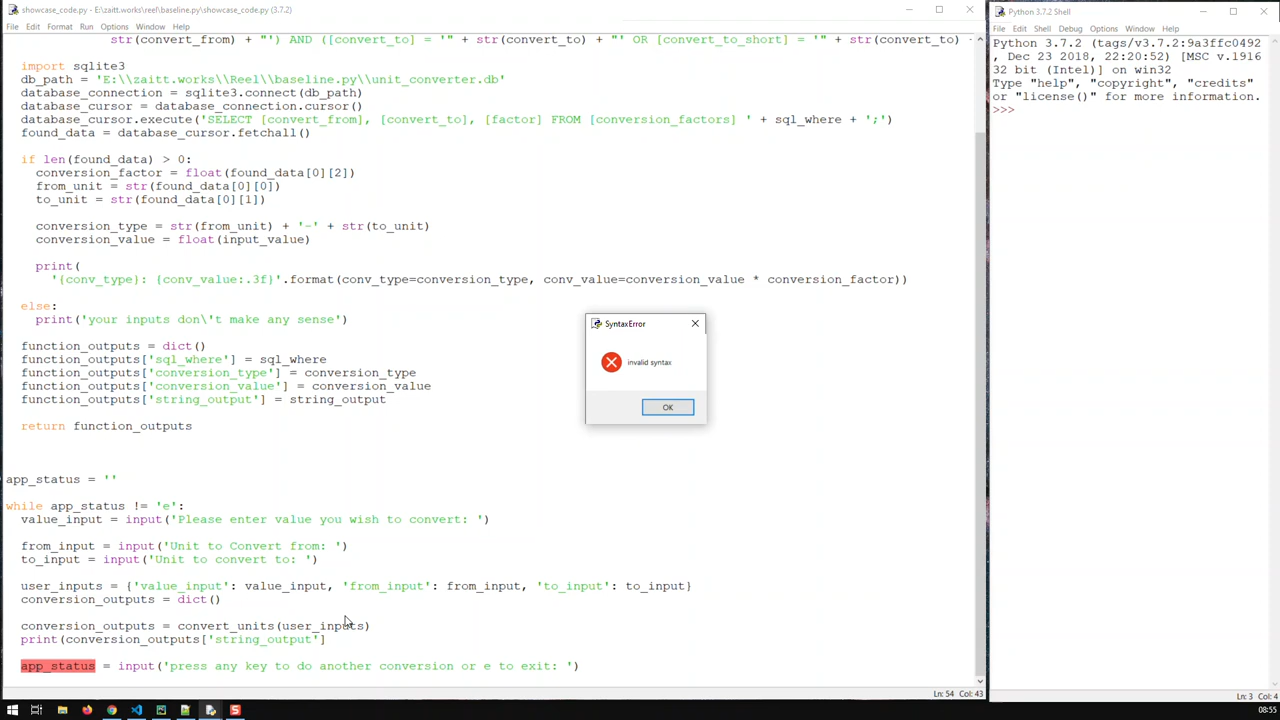 showcase_code.py - E:\zaitt.works\reel\baseline.py\showcase_code.py (3.7.2)
File Edit Format Run Options Window Help
str(convert_from) + "') AND ([convert_to] = '" + str(convert_to) + "' OR [convert_to_short] = '" + str(convert_to) -
import sqlite3
db_path = 'E:\\zaitt.works\\Reel\\baseline.py\\unit_converter.db'
database_connection = sqlite3.connect(db_path)
database_cursor = database_connection.cursor()
database_cursor.execute('SELECT [convert_from], [convert_to], [factor] FROM [conversion_factors] ' + sql_where + ';')
found_data = database_cursor.fetchall()
if len(found_data) > 0:
conversion_factor = float(found_data[0][2])
from_unit = str(found_data[0][0])
to_unit = str(found_data[0][1])
conversion_type = str(from_unit) + '-' + str(to_unit)
conversion_value = float(input_value)
print(
'{conv_type}: {conv_value:.3f}'.format(conv_type=conversion_type, conv_value=conversion_value * conversion_factor))
else:
print('your inputs don\'t make any sense')
function_outputs = dict()
function_outputs['sql_where'] = sql_where
function_outputs['conversion_type'] = conversion_type
function_outputs['conversion_value'] = conversion_value
function_outputs['string_output'] = string_output
return function_outputs
app_status = ''
while app_status != 'e':
value_input = input('Please enter value you wish to convert: ')
from_input = input('Unit to Convert from: ')
to_input = input('Unit to convert to: ')
user_inputs = {'value_input': value_input, 'from_input': from_input, 'to_input': to_input}
conversion_outputs = dict()
conversion_outputs = convert_units(user_inputs)
print(conversion_outputs['string_output']
app_status = input('press any key to do another conversion or e to exit: ')
Ln: 54 Col: 43
SyntaxError
invalid syntax
OK
Python 3.7.2 Shell
File Edit Shell Debug Options Window Help
Python 3.7.2 (tags/v3.7.2:9a3ffc0492
, Dec 23 2018, 22:20:52) [MSC v.1916
32 bit (Intel)] on win32
Type "help", "copyright", "credits"
or "license()" for more information.
>>>
Ln: 3 Col: 4
08:55